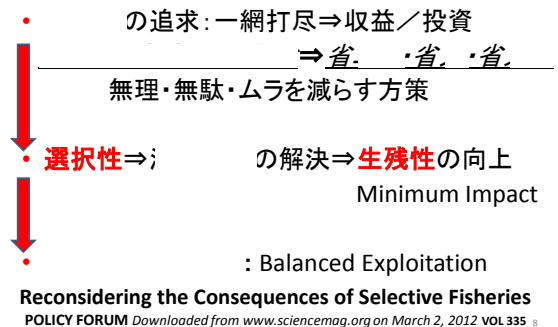 • の追求：一網打尽⇒収益／投資
⇒省 ・省 ・省
無理・無駄・ムラを減らす方策
• 選択性⇒ の解決⇒生残性の向上
Minimum Impact
• : Balanced Exploitation
Reconsidering the Consequences of Selective Fisheries
POLICY FORUM Downloaded from www.sciencemag.org on March 2, 2012 VOL 335 8